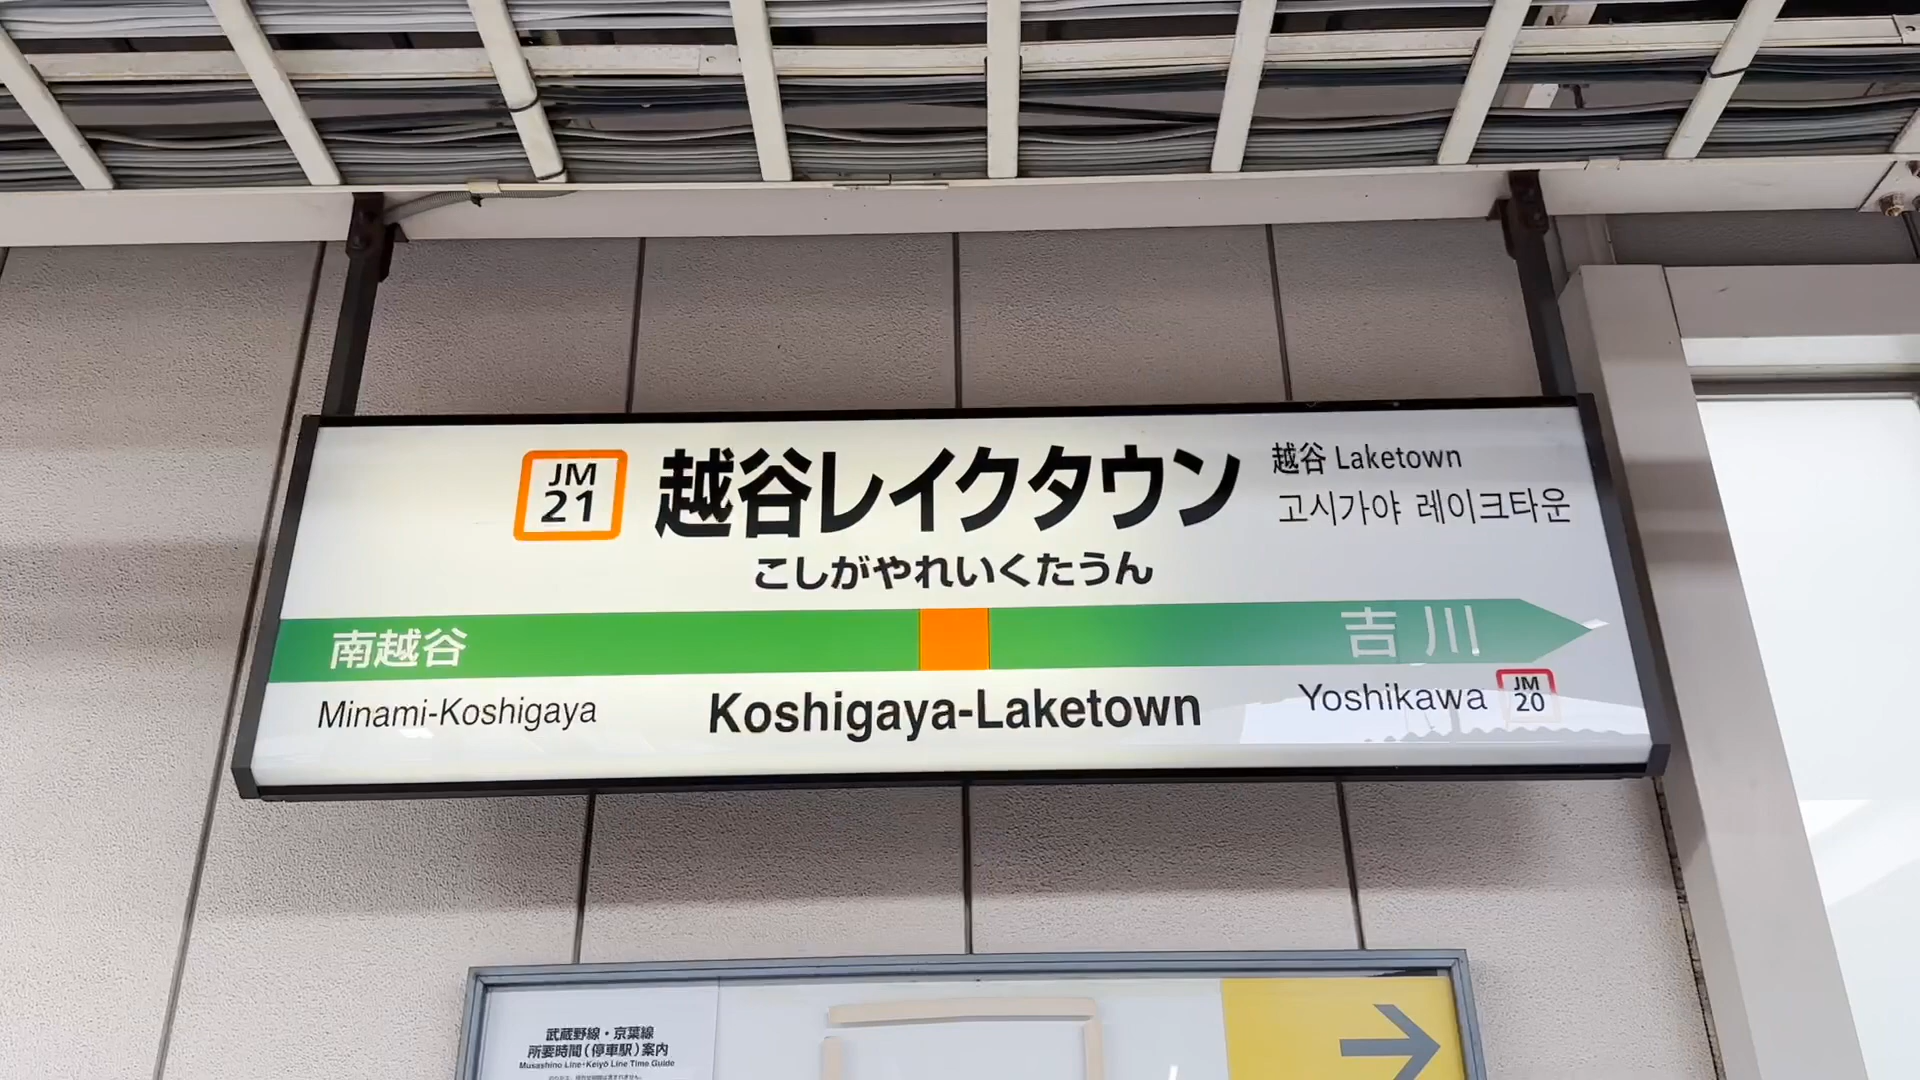 JM
21
越谷レイクタウン
越谷 Laketown
고시가야 레이크타운
こしがやれいくたうん
南越谷
吉川
Minami-Koshigaya
Koshigaya-Laketown
Yoshikawa
JM
20
武蔵野線・京葉線
所要時間(停車駅)案内
Musashino Line・Keiyō Line Time Guide